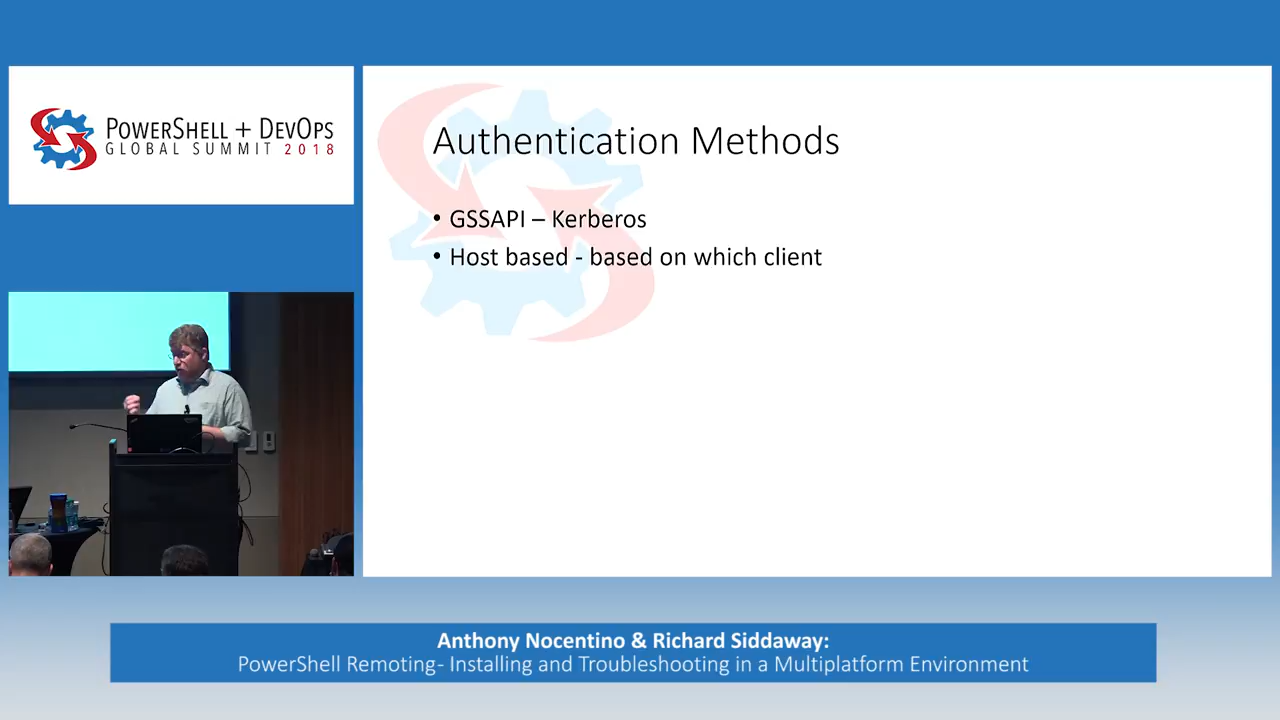 POWERSHELL + DEVOPS
GLOBAL SUMMIT 2018
Authentication Methods
• GSSAPI – Kerberos
• Host based - based on which client
Anthony Nocentino & Richard Siddaway:
PowerShell Remoting- Installing and Troubleshooting in a Multiplatform Environment